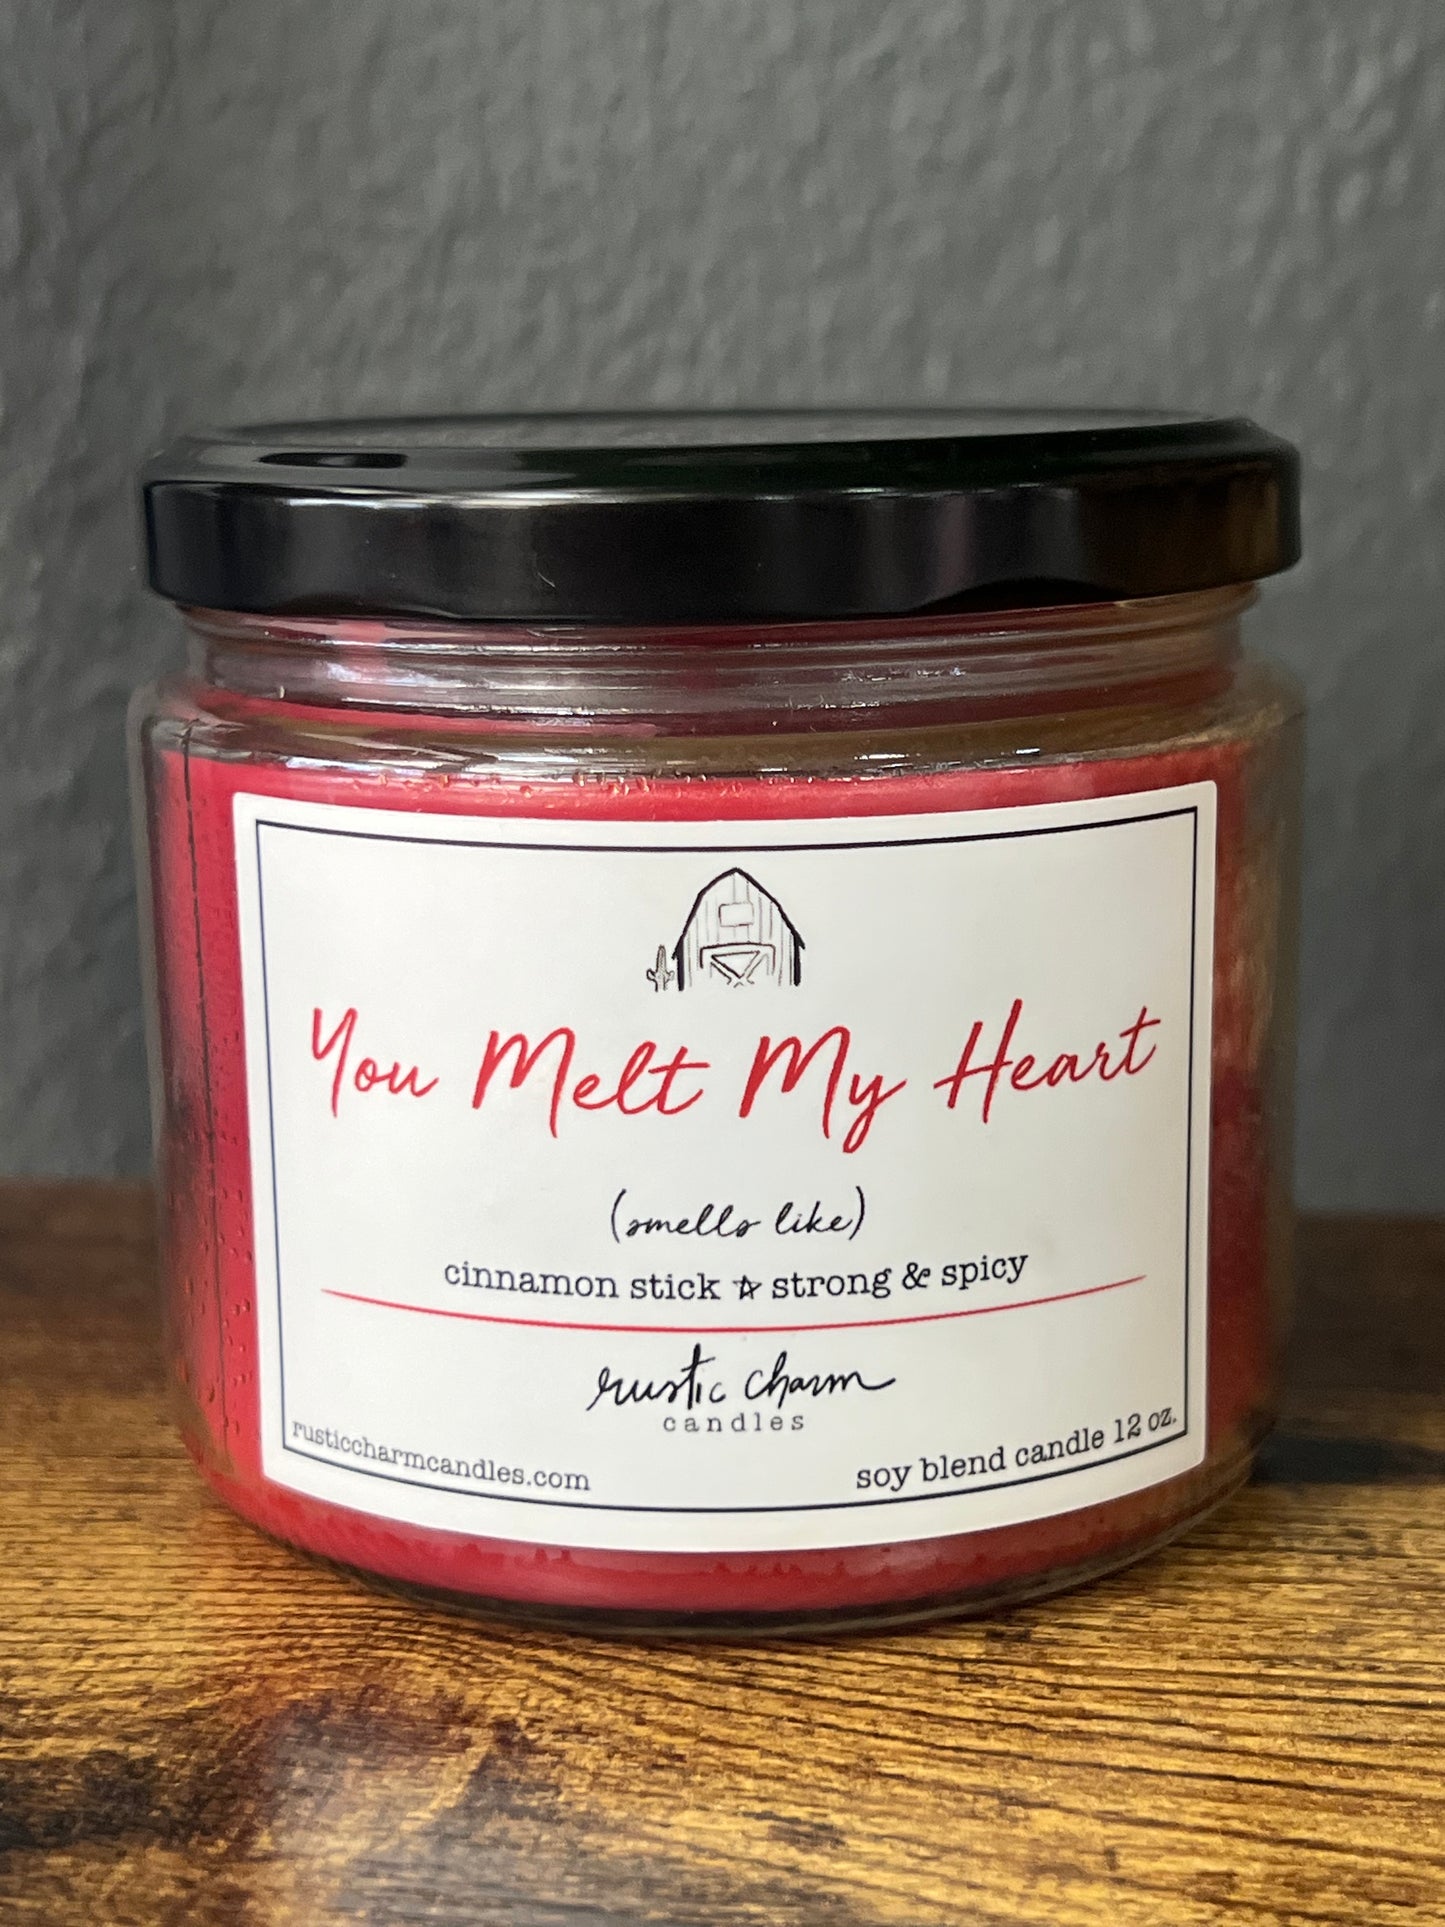 You Melt My Heart
(smells like)
cinnamon stick ☆ strong & spicy
rustic charm
candles
rusticcharmcandles.com
soy blend candle 12 oz.